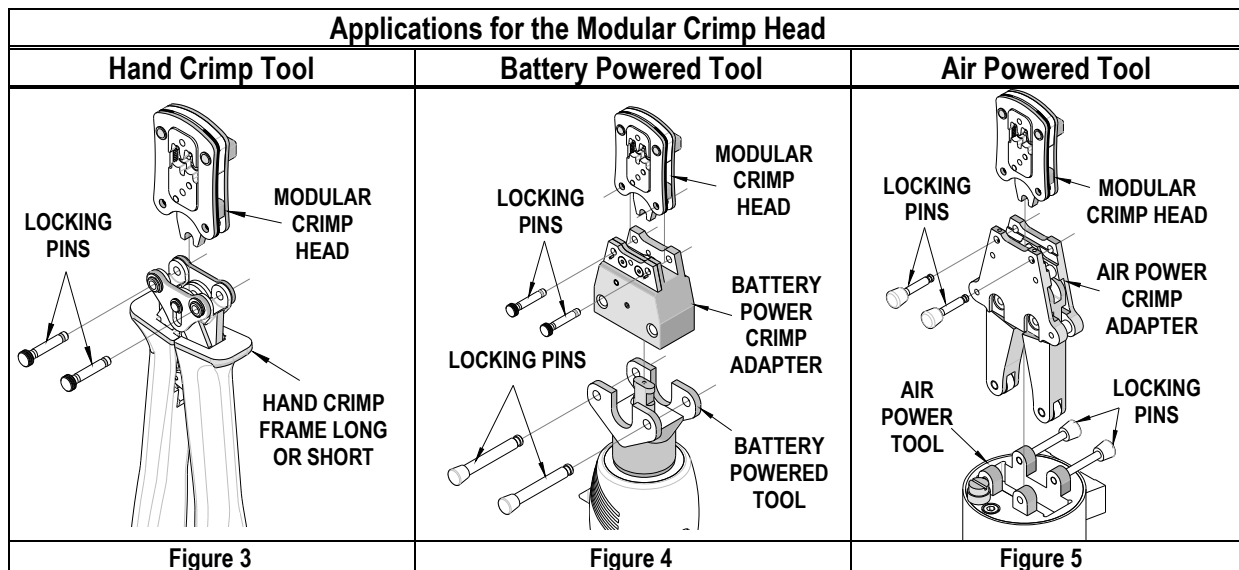 Applications for the Modular Crimp Head
Hand Crimp Tool
Battery Powered Tool
Air Powered Tool
MODULAR
CRIMP
HEAD
LOCKING
PINS
HAND CRIMP
FRAME LONG
OR SHORT
MODULAR
CRIMP
HEAD
LOCKING
PINS
BATTERY
POWER
CRIMP
ADAPTER
LOCKING PINS
BATTERY
POWERED
TOOL
LOCKING
PINS
MODULAR
CRIMP HEAD
AIR POWER
CRIMP
ADAPTER
AIR
POWER
TOOL
LOCKING
PINS
Figure 3
Figure 4
Figure 5